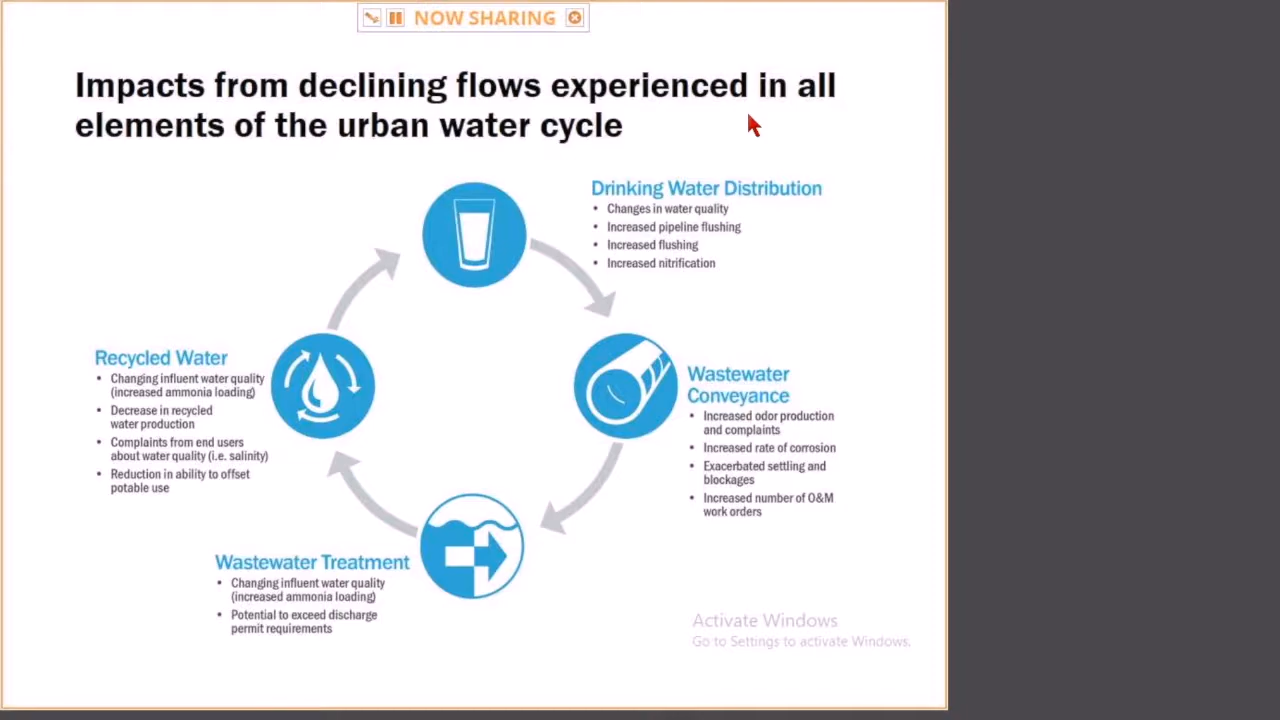 NOW SHARING
Impacts from declining flows experienced in all
elements of the urban water cycle
Drinking Water Distribution
• Changes in water quality
• Increased pipeline flushing
• Increased flushing
• Increased nitrification
Wastewater
Conveyance
• Increased odor production
and complaints
• Increased rate of corrosion
• Exacerbated settling and
blockages
• Increased number of O&M
work orders
Recycled Water
• Changing influent water quality
(increased ammonia loading)
• Decrease in recycled
water production
• Complaints from end users
about water quality (i.e. salinity)
• Reduction in ability to offset
potable use
Wastewater Treatment
• Changing influent water quality
(increased ammonia loading)
• Potential to exceed discharge
permit requirements
Activate Windows
Go to Settings to activate Windows.